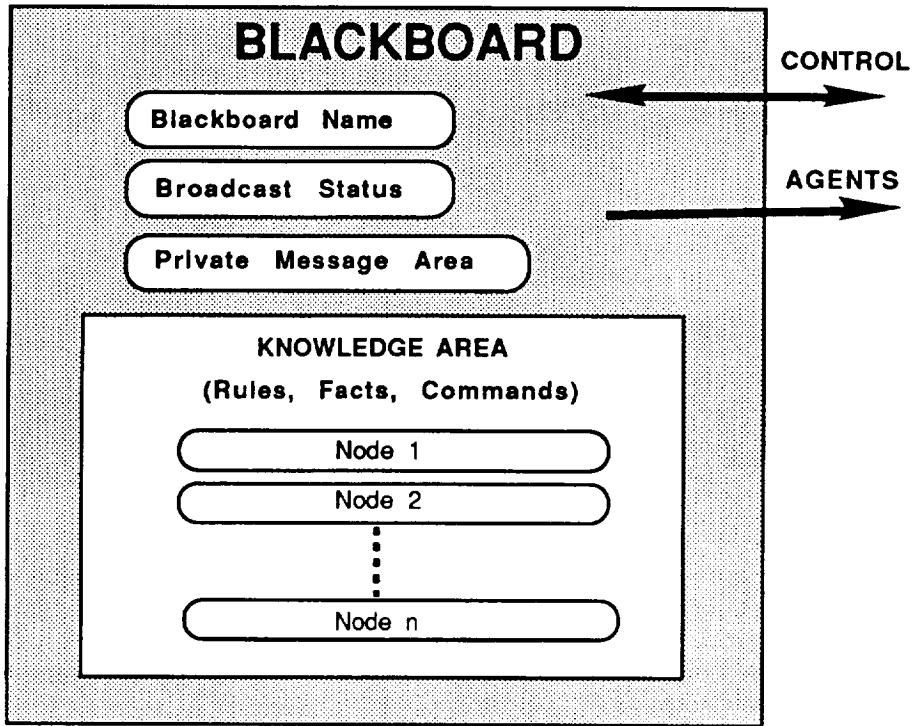 BLACKBOARD
CONTROL
Blackboard Name
Broadcast Status
AGENTS
Private Message Area
KNOWLEDGE AREA
(Rules, Facts, Commands)
Node 1
Node 2
Node n